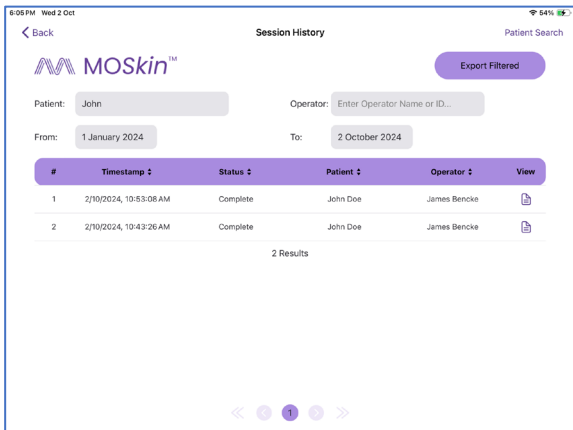 6:05 PM Wed 2 Oct 54%
Back Session History Patient Search
MOSkin™ Export Filtered
Patient: John Operator: Enter Operator Name or ID...
From: 1 January 2024 To: 2 October 2024
# Timestamp Status Patient Operator View
1 2/10/2024, 10:53:08 AM Complete John Doe James Bencke
2 2/10/2024, 10:43:26 AM Complete John Doe James Bencke
2 Results
1